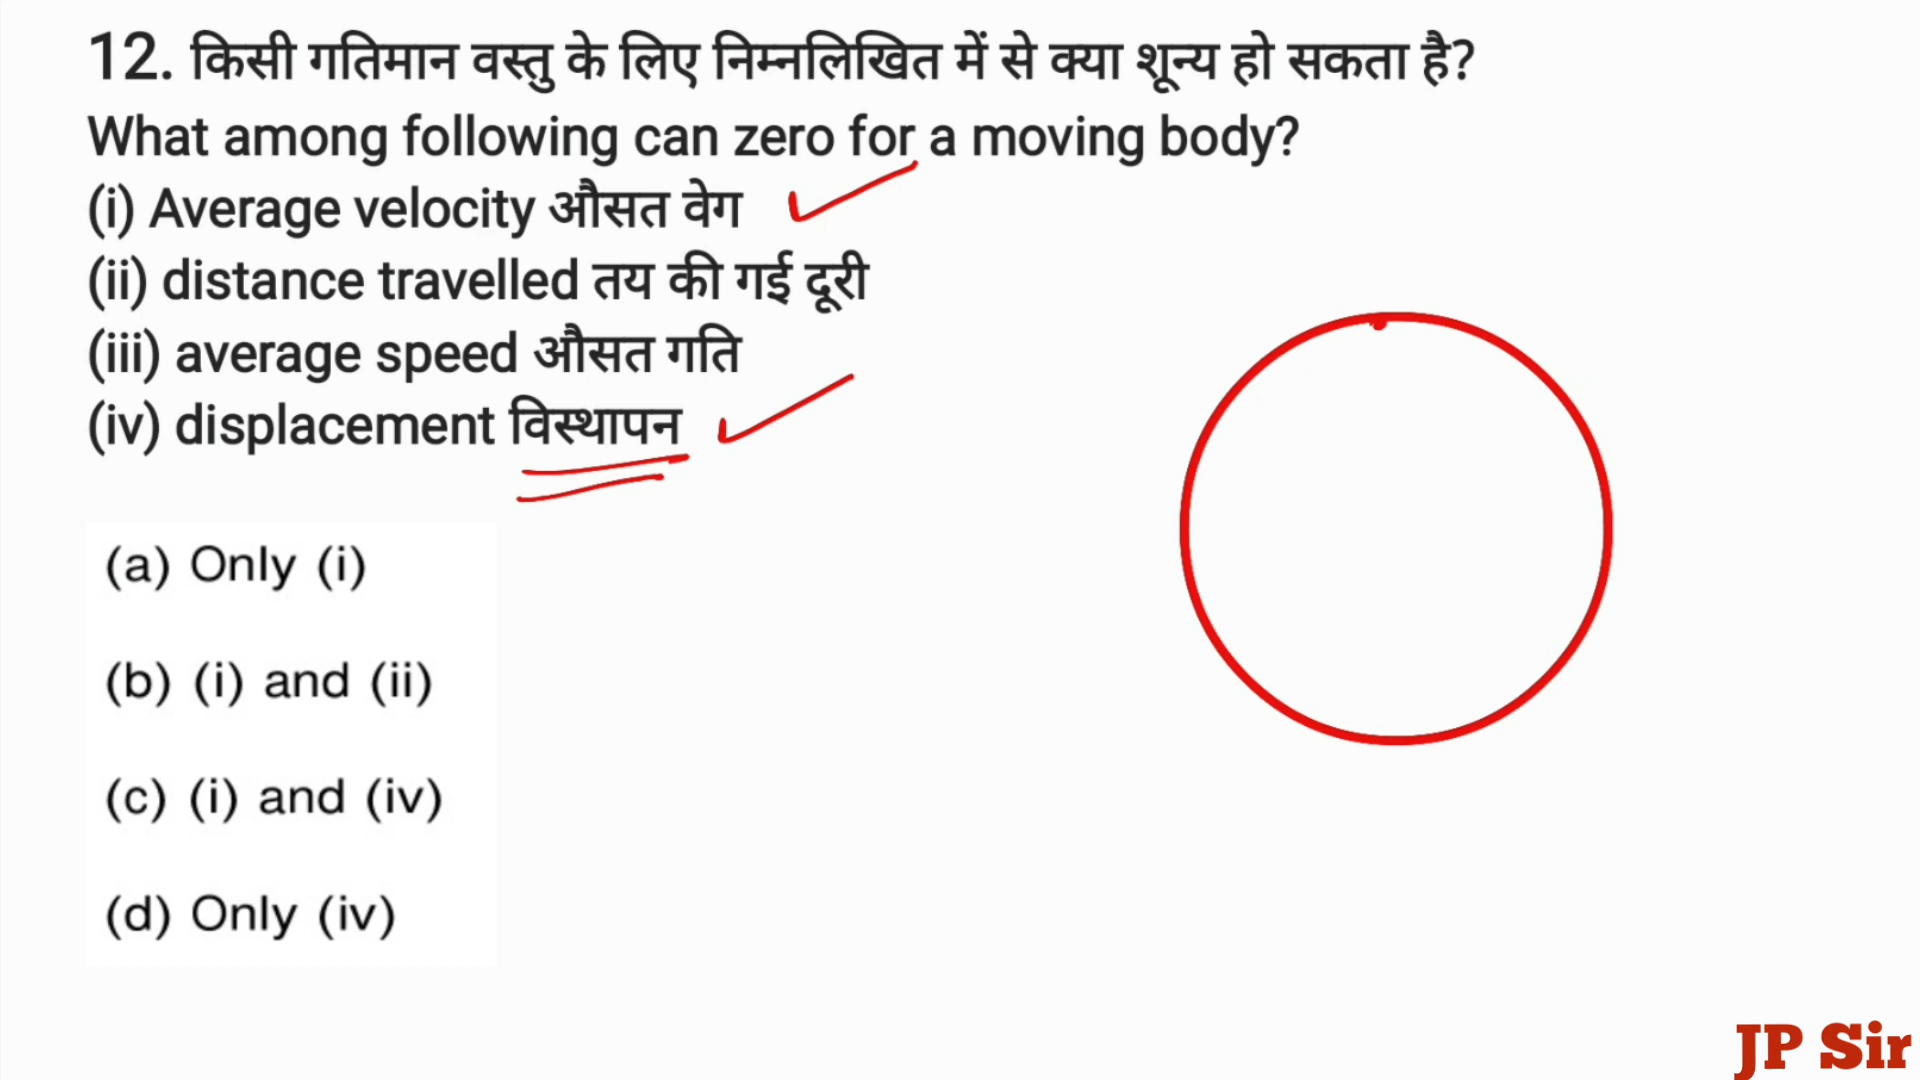 12. किसी गतिमान वस्तु के लिए निम्नलिखित में से क्या शून्य हो सकता है?
What among following can zero for a moving body?
(i) Average velocity औसत वेग
(ii) distance travelled तय की गई दूरी
(iii) average speed औसत गति
(iv) displacement विस्थापन
(a) Only (i)
(b) (i) and (ii)
(c) (i) and (iv)
(d) Only (iv)
JP Sir